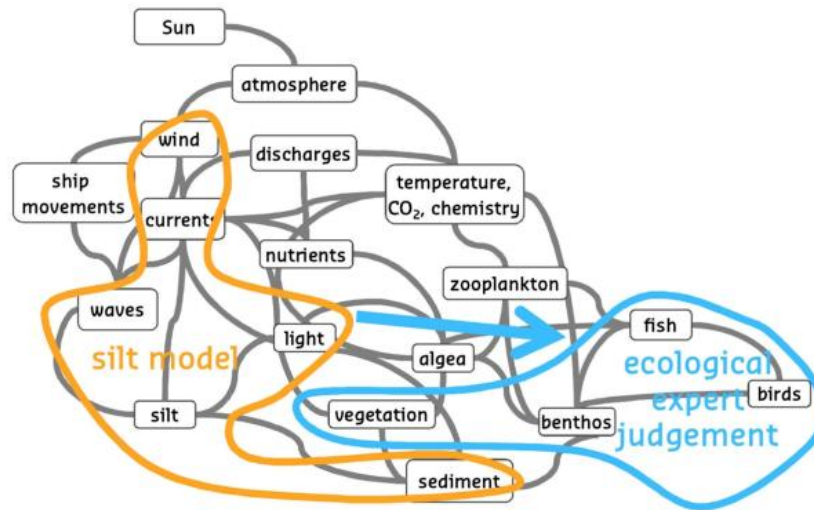 Sun
atmosphere
wind
discharges
ship
movements
temperature,
CO₂, chemistry
currents
nutrients
zooplankton
waves
light
fish
silt model
algea
ecological
expert
judgement
birds
silt
vegetation
benthos
sediment